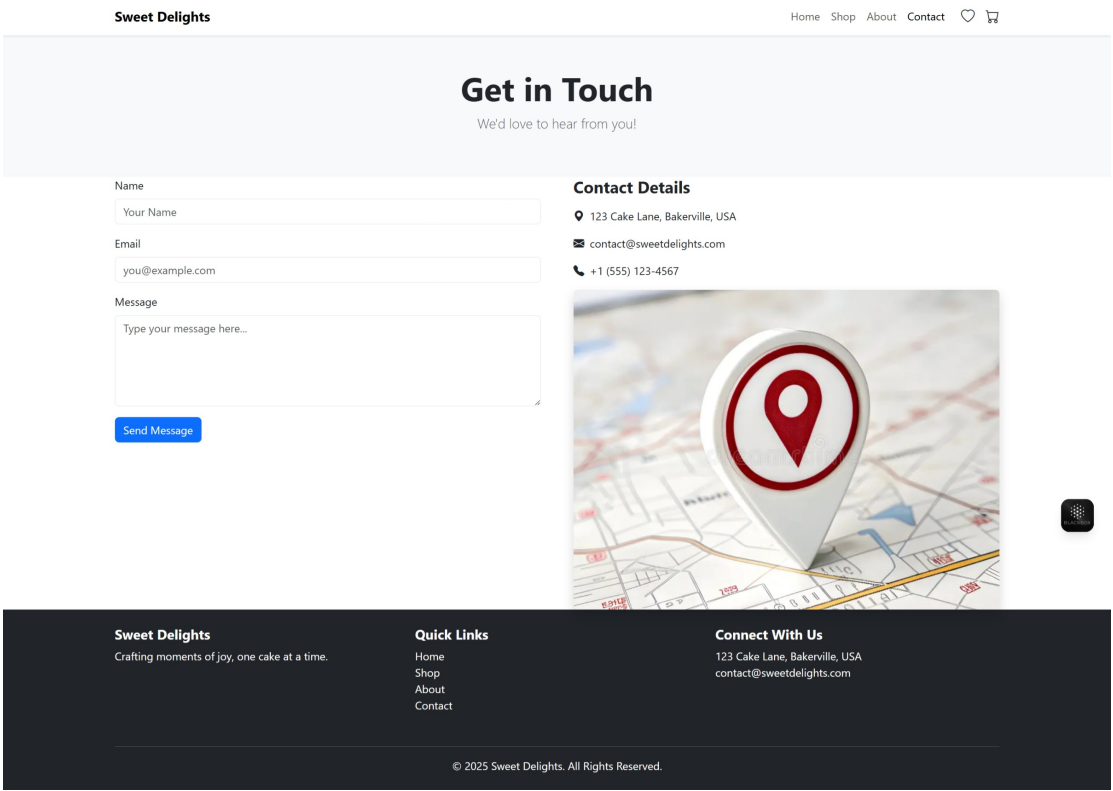 Sweet Delights
Home Shop About Contact
Get in Touch
We'd love to hear from you!
Name
Your Name
Email
you@example.com
Message
Type your message here...
Send Message
Contact Details
123 Cake Lane, Bakerville, USA
contact@sweetdelights.com
+1 (555) 123-4567
BLACKBOX
Sweet Delights
Crafting moments of joy, one cake at a time.
Quick Links
Home
Shop
About
Contact
Connect With Us
123 Cake Lane, Bakerville, USA
contact@sweetdelights.com
© 2025 Sweet Delights. All Rights Reserved.